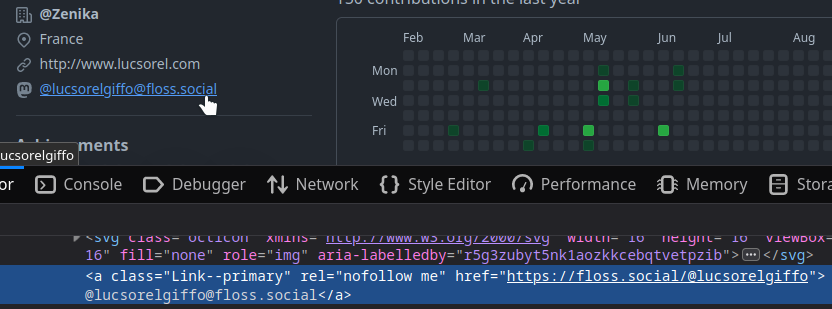 150 contributions in the last year
@Zenika
France
http://www.lucsorel.com
@lucsorelgiffo@floss.social
Feb Mar Apr May Jun Jul Aug
Mon
Wed
Fri
Achievements
ucsorelgiffo
or Console Debugger Network Style Editor Performance Memory Stora
<svg class="octicon" xmlns="http://www.w3.org/2000/svg" width="16" height="16" viewBox=
16" fill="none" role="img" aria-labelledby="r5g3zubyt5nk1aozkkcebqtvetpzib"></svg>
<a class="Link--primary" rel="nofollow me" href="https://floss.social/@lucsorelgiffo">
@lucsorelgiffo@floss.social</a>